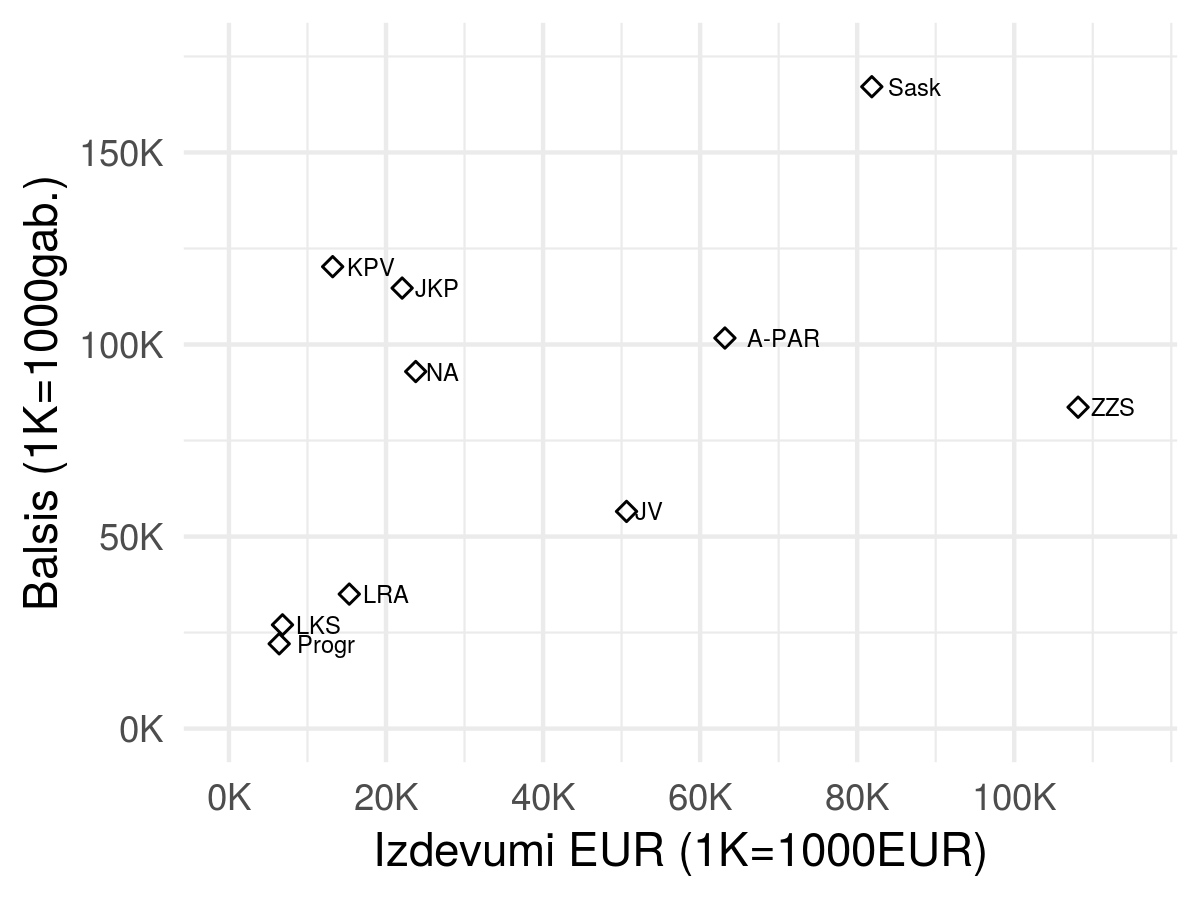 Sask
150K
KPV
JKP
A-PAR
100K
NA
ZZS
JV
50K
LRA
LKS
Progr
0K
0K 20K 40K 60K 80K 100K
Izdevumi EUR (1K=1000EUR)
Balsis (1K=1000gab.)